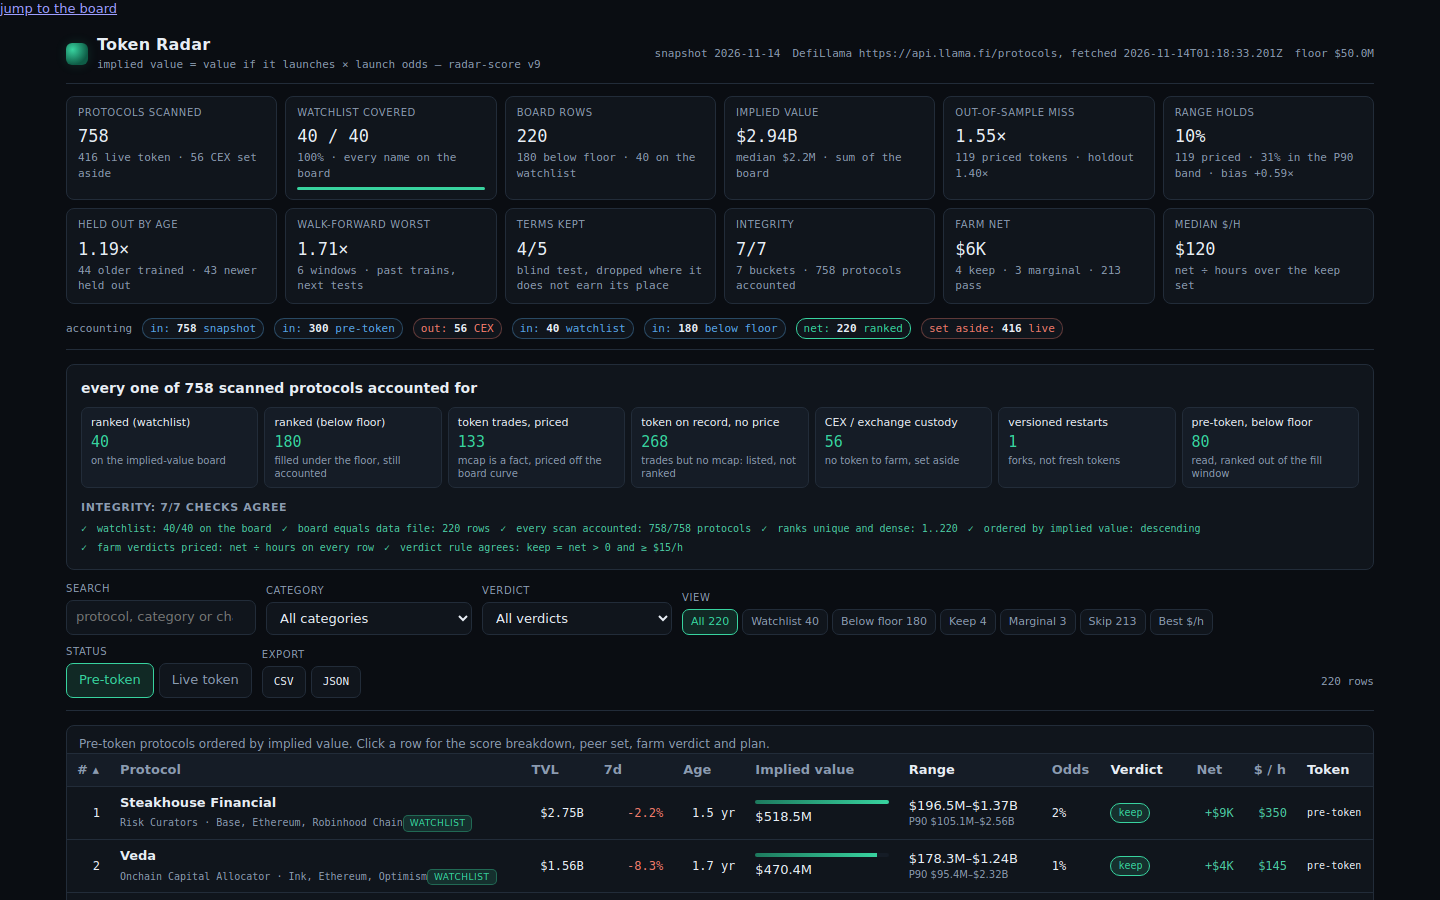 jump to the board
Token Radar
implied value = value if it launches × launch odds — radar-score v9
snapshot 2026-11-14 DefiLlama https://api.llama.fi/protocols, fetched 2026-11-14T01:18:33.201Z floor $50.0M
PROTOCOLS SCANNED
758
416 live token · 56 CEX set
aside
WATCHLIST COVERED
40 / 40
100% · every name on the
board
BOARD ROWS
220
180 below floor · 40 on the
watchlist
IMPLIED VALUE
$2.94B
median $2.2M · sum of the
board
OUT-OF-SAMPLE MISS
1.55×
119 priced tokens · holdout
1.40×
RANGE HOLDS
10%
119 priced · 31% in the P90
band · bias +0.59×
HELD OUT BY AGE
1.19×
44 older trained · 43 newer
held out
WALK-FORWARD WORST
1.71×
6 windows · past trains,
next tests
TERMS KEPT
4/5
blind test, dropped where it
does not earn its place
INTEGRITY
7/7
7 buckets · 758 protocols
accounted
FARM NET
$6K
4 keep · 3 marginal · 213
pass
MEDIAN $/H
$120
net ÷ hours over the keep
set
accounting in: 758 snapshot in: 300 pre-token out: 56 CEX in: 40 watchlist in: 180 below floor net: 220 ranked set aside: 416 live
every one of 758 scanned protocols accounted for
ranked (watchlist)
40
on the implied-value board
ranked (below floor)
180
filled under the floor, still
accounted
token trades, priced
133
mcap is a fact, priced off the
board curve
token on record, no price
268
trades but no mcap: listed, not
ranked
CEX / exchange custody
56
no token to farm, set aside
versioned restarts
1
forks, not fresh tokens
pre-token, below floor
80
read, ranked out of the fill
window
INTEGRITY: 7/7 CHECKS AGREE
✓ watchlist: 40/40 on the board ✓ board equals data file: 220 rows ✓ every scan accounted: 758/758 protocols ✓ ranks unique and dense: 1..220 ✓ ordered by implied value: descending
✓ farm verdicts priced: net ÷ hours on every row ✓ verdict rule agrees: keep = net > 0 and ≥ $15/h
SEARCH
protocol, category or ch
CATEGORY
All categories
VERDICT
All verdicts
VIEW
All 220 Watchlist 40 Below floor 180 Keep 4 Marginal 3 Skip 213 Best $/h
STATUS
Pre-token Live token
EXPORT
CSV JSON
220 rows
Pre-token protocols ordered by implied value. Click a row for the score breakdown, peer set, farm verdict and plan.
# ▲ Protocol TVL 7d Age Implied value Range Odds Verdict Net $ / h Token
1 Steakhouse Financial $2.75B -2.2% 1.5 yr $518.5M $196.5M–$1.37B 2% keep +$9K $350 pre-token
Risk Curators · Base, Ethereum, Robinhood Chain WATCHLIST P90 $105.1M–$2.56B
2 Veda $1.56B -8.3% 1.7 yr $470.4M $178.3M–$1.24B 1% keep +$4K $145 pre-token
Onchain Capital Allocator · Ink, Ethereum, Optimism WATCHLIST P90 $95.4M–$2.32B